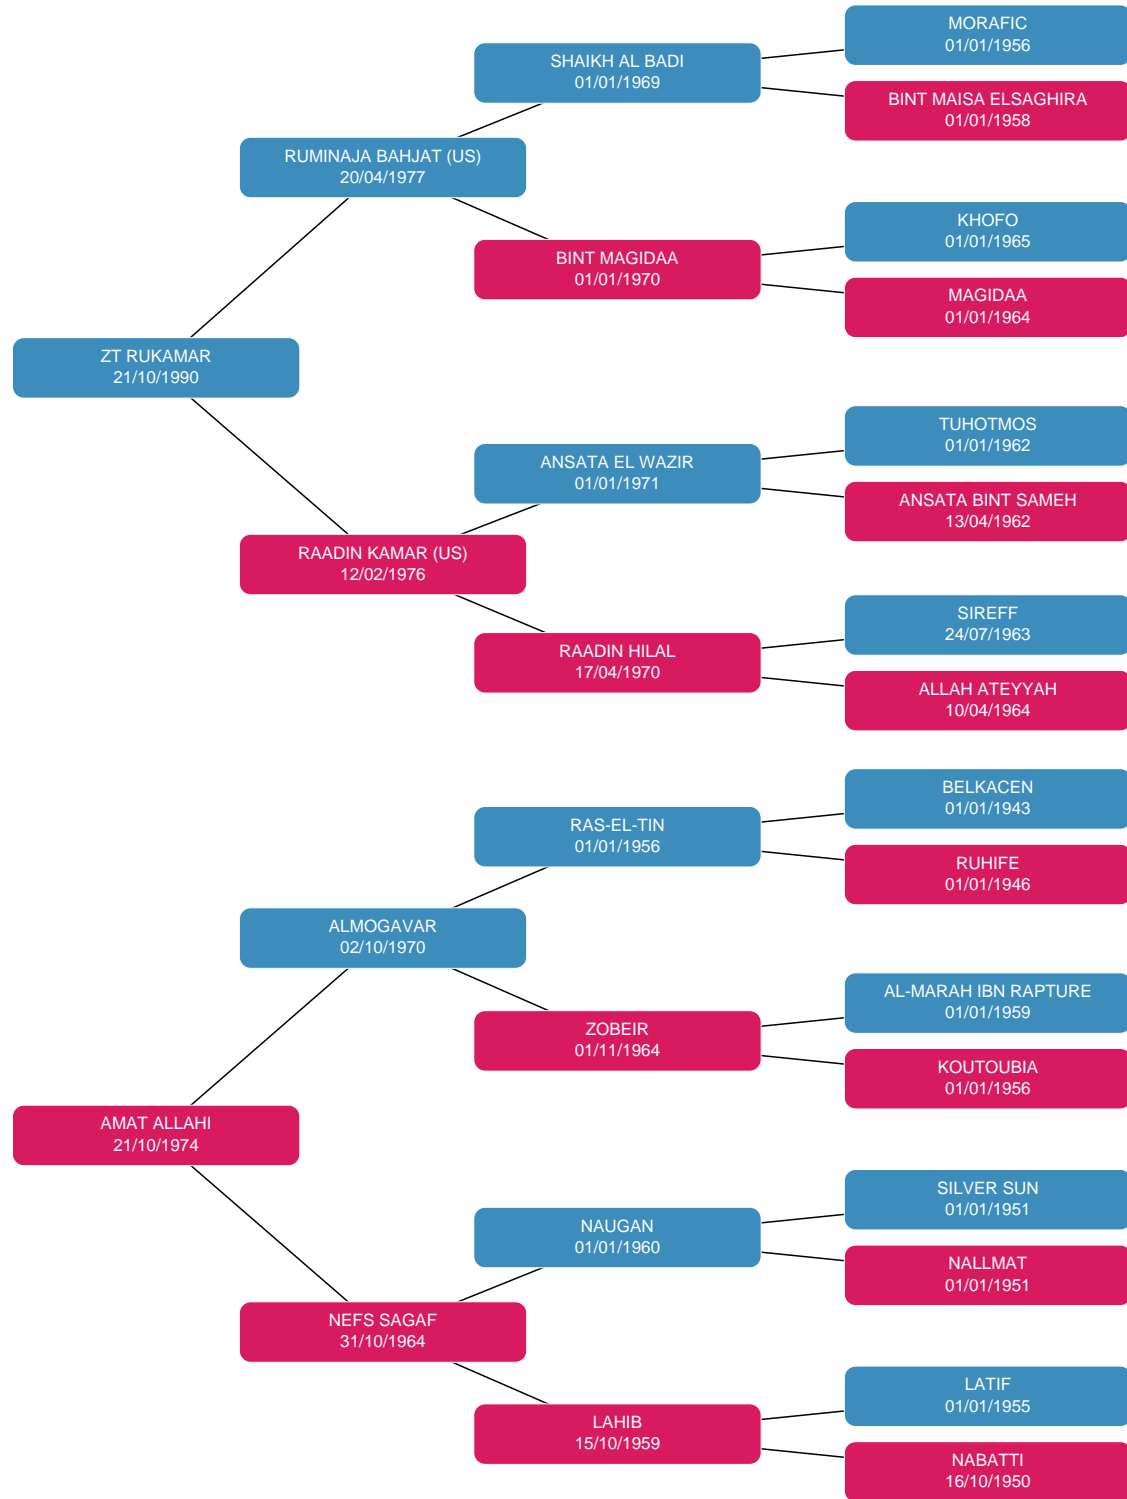 MORAFIC
01/01/1956
SHAIKH AL BADI
01/01/1969
BINT MAISA ELSAGHIRA
01/01/1958
RUMINAJA BAHJAT (US)
20/04/1977
KHOFO
01/01/1965
BINT MAGIDAA
01/01/1970
MAGIDAA
01/01/1964
ZT RUKAMAR
21/10/1990
TUHOTMOS
01/01/1962
ANSATA EL WAZIR
01/01/1971
ANSATA BINT SAMEH
13/04/1962
RAADIN KAMAR (US)
12/02/1976
SIREFF
24/07/1963
RAADIN HILAL
17/04/1970
ALLAH ATEYYAH
10/04/1964
BELKACEN
01/01/1943
RAS-EL-TIN
01/01/1956
RUHIFE
01/01/1946
ALMOGAVAR
02/10/1970
AL-MARAH IBN RAPTURE
01/01/1959
ZOBEIR
01/11/1964
KOUTOUBIA
01/01/1956
AMAT ALLAHI
21/10/1974
SILVER SUN
01/01/1951
NAUGAN
01/01/1960
NALLMAT
01/01/1951
NEFS SAGAF
31/10/1964
LATIF
01/01/1955
LAHIB
15/10/1959
NABATTI
16/10/1950